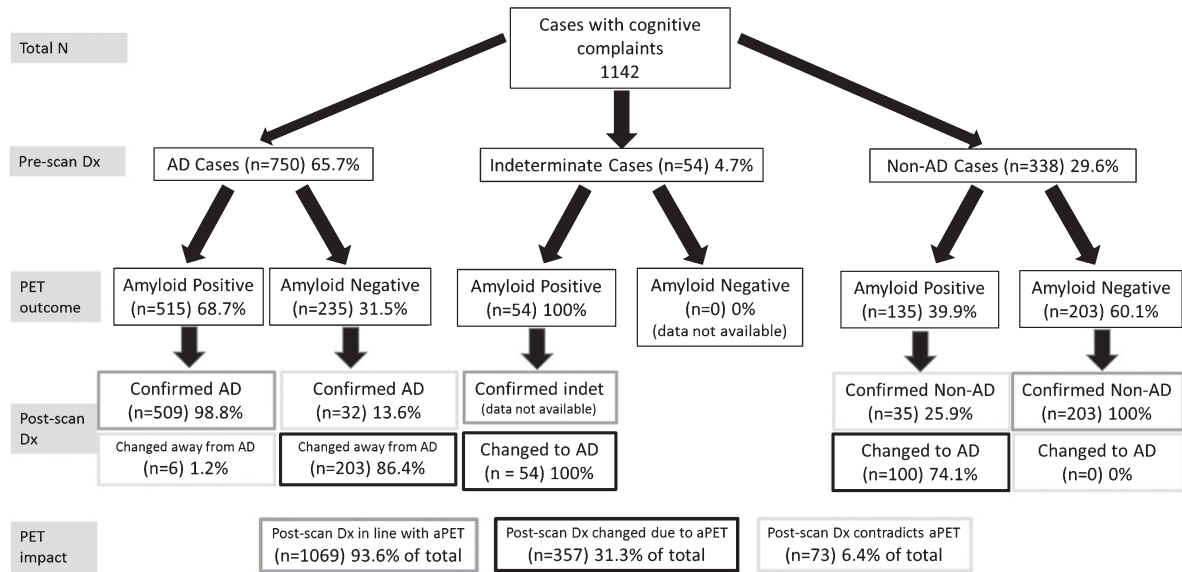 Total N
Cases with cognitive
complaints
1142
Pre-scan Dx
AD Cases (n=750) 65.7%
Indeterminate Cases (n=54) 4.7%
Non-AD Cases (n=338) 29.6%
PET
outcome
Amyloid Positive
(n=515) 68.7%
Amyloid Negative
(n=235) 31.5%
Amyloid Positive
(n=54) 100%
Amyloid Negative
(n=0) 0%
(data not available)
Amyloid Positive
(n=135) 39.9%
Amyloid Negative
(n=203) 60.1%
Post-scan
Dx
Confirmed AD
(n=509) 98.8%
Changed away from AD
(n=6) 1.2%
Confirmed AD
(n=32) 13.6%
Changed away from AD
(n=203) 86.4%
Confirmed indet
(data not available)
Changed to AD
(n = 54) 100%
Confirmed Non-AD
(n=35) 25.9%
Changed to AD
(n=100) 74.1%
Confirmed Non-AD
(n=203) 100%
Changed to AD
(n=0) 0%
PET
impact
Post-scan Dx in line with aPET
(n=1069) 93.6% of total
Post-scan Dx changed due to aPET
(n=357) 31.3% of total
Post-scan Dx contradicts aPET
(n=73) 6.4% of total